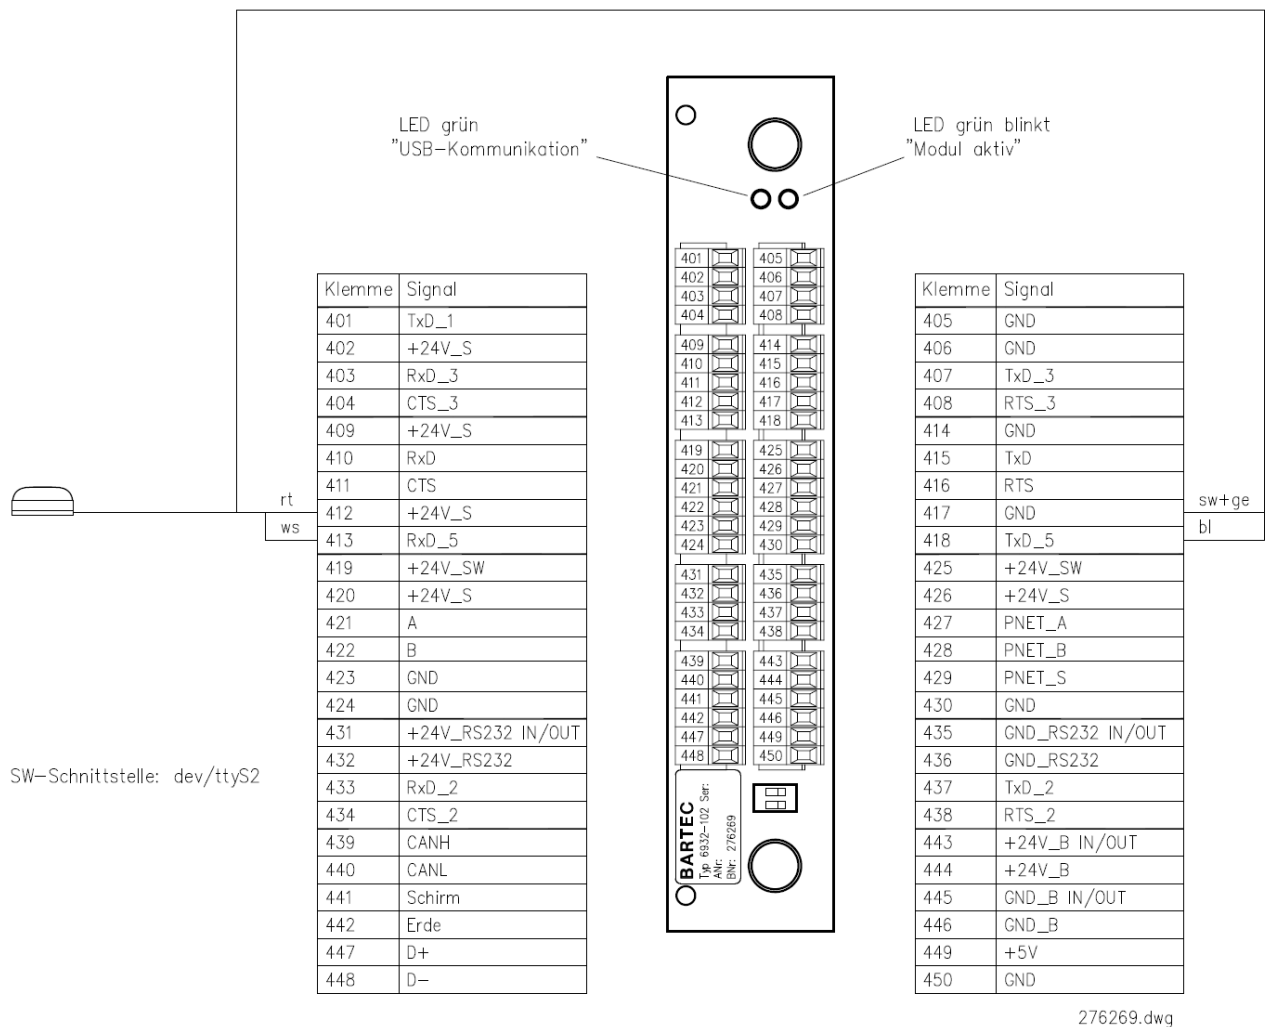 LED grün
"USB-Kommunikation"
LED grün blinkt
"Modul aktiv"
Klemme Signal
401 TxD_1
402 +24V_S
403 RxD_3
404 CTS_3
409 +24V_S
410 RxD
411 CTS
412 +24V_S
413 RxD_5
419 +24V_SW
420 +24V_S
421 A
422 B
423 GND
424 GND
431 +24V_RS232 IN/OUT
432 +24V_RS232
433 RxD_2
434 CTS_2
439 CANH
440 CANL
441 Schirm
442 Erde
447 D+
448 D-
rt
ws
SW-Schnittstelle: dev/ttyS2
401 405
402 406
403 407
404 408
409 414
410 415
411 416
412 417
413 418
419 425
420 426
421 427
422 428
423 429
424 430
431 435
432 436
433 437
434 438
439 443
440 444
441 445
442 446
447 449
448 450
BARTEC
Typ 6932-102 Ser:
ANr:
BNr: 276269
Klemme Signal
405 GND
406 GND
407 TxD_3
408 RTS_3
414 GND
415 TxD
416 RTS
417 GND
418 TxD_5
425 +24V_SW
426 +24V_S
427 PNET_A
428 PNET_B
429 PNET_S
430 GND
435 GND_RS232 IN/OUT
436 GND_RS232
437 TxD_2
438 RTS_2
443 +24V_B IN/OUT
444 +24V_B
445 GND_B IN/OUT
446 GND_B
449 +5V
450 GND
sw+ge
bl
276269.dwg